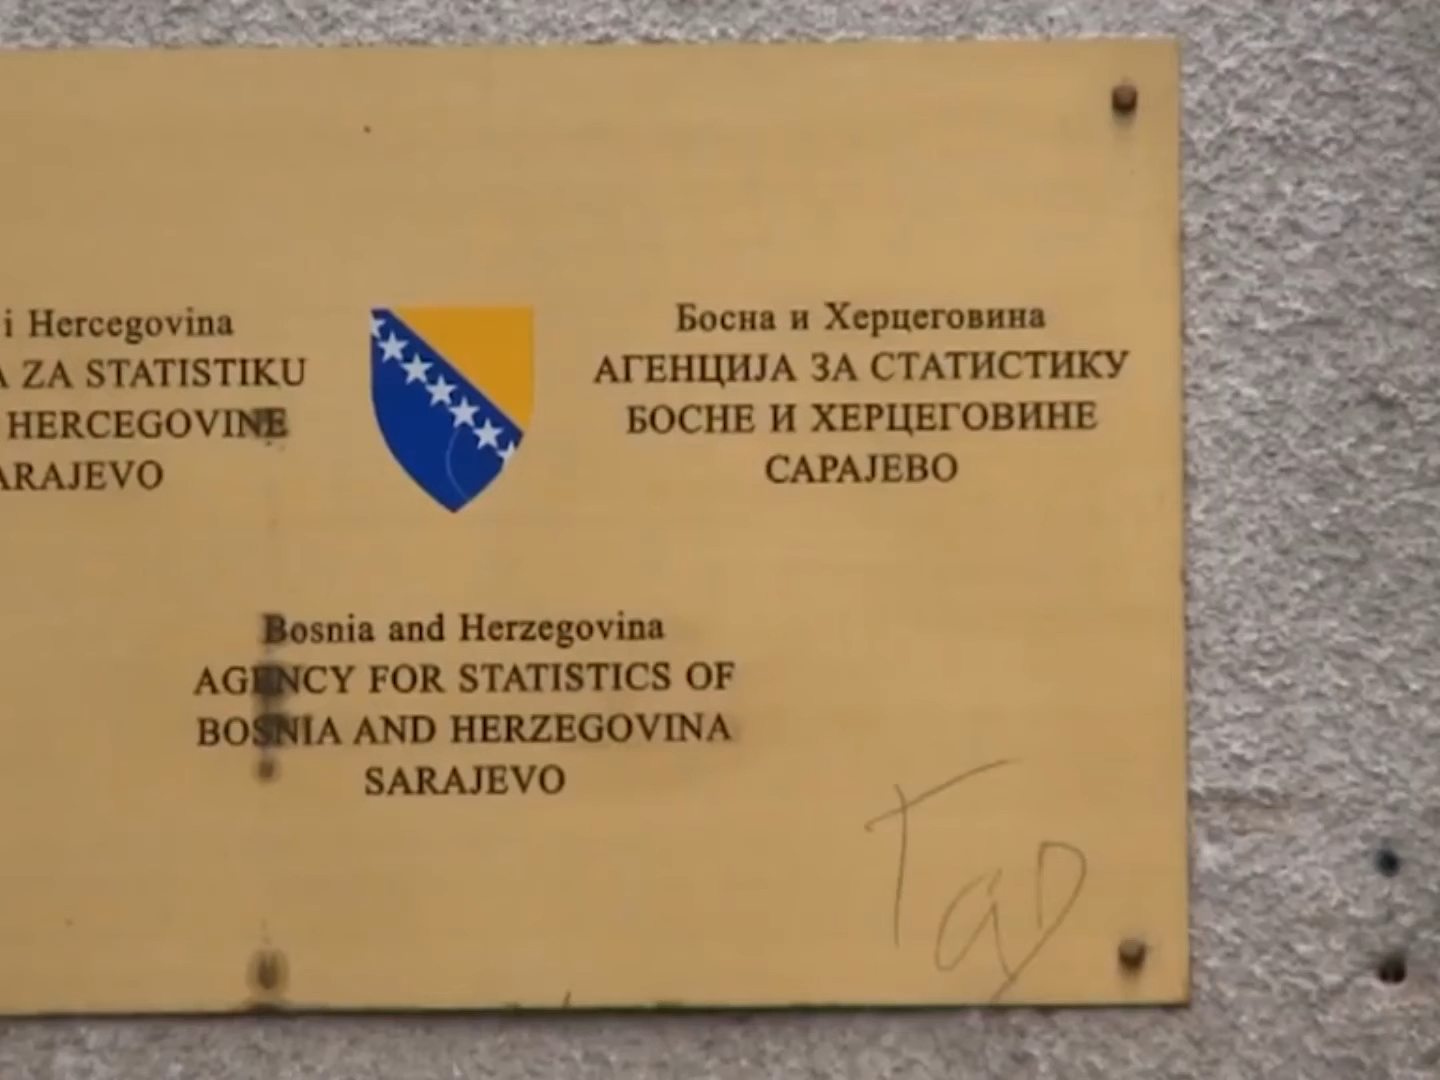 i Hercegovina
ZA STATISTIKU
HERCEGOVINE
ARAJEVO
Босна и Херцеговина
АГЕНЦИЈА ЗА СТАТИСТИКУ
БОСНЕ И ХЕРЦЕГОВИНЕ
САРАЈЕВО
Bosnia and Herzegovina
AGENCY FOR STATISTICS OF
BOSNIA AND HERZEGOVINA
SARAJEVO